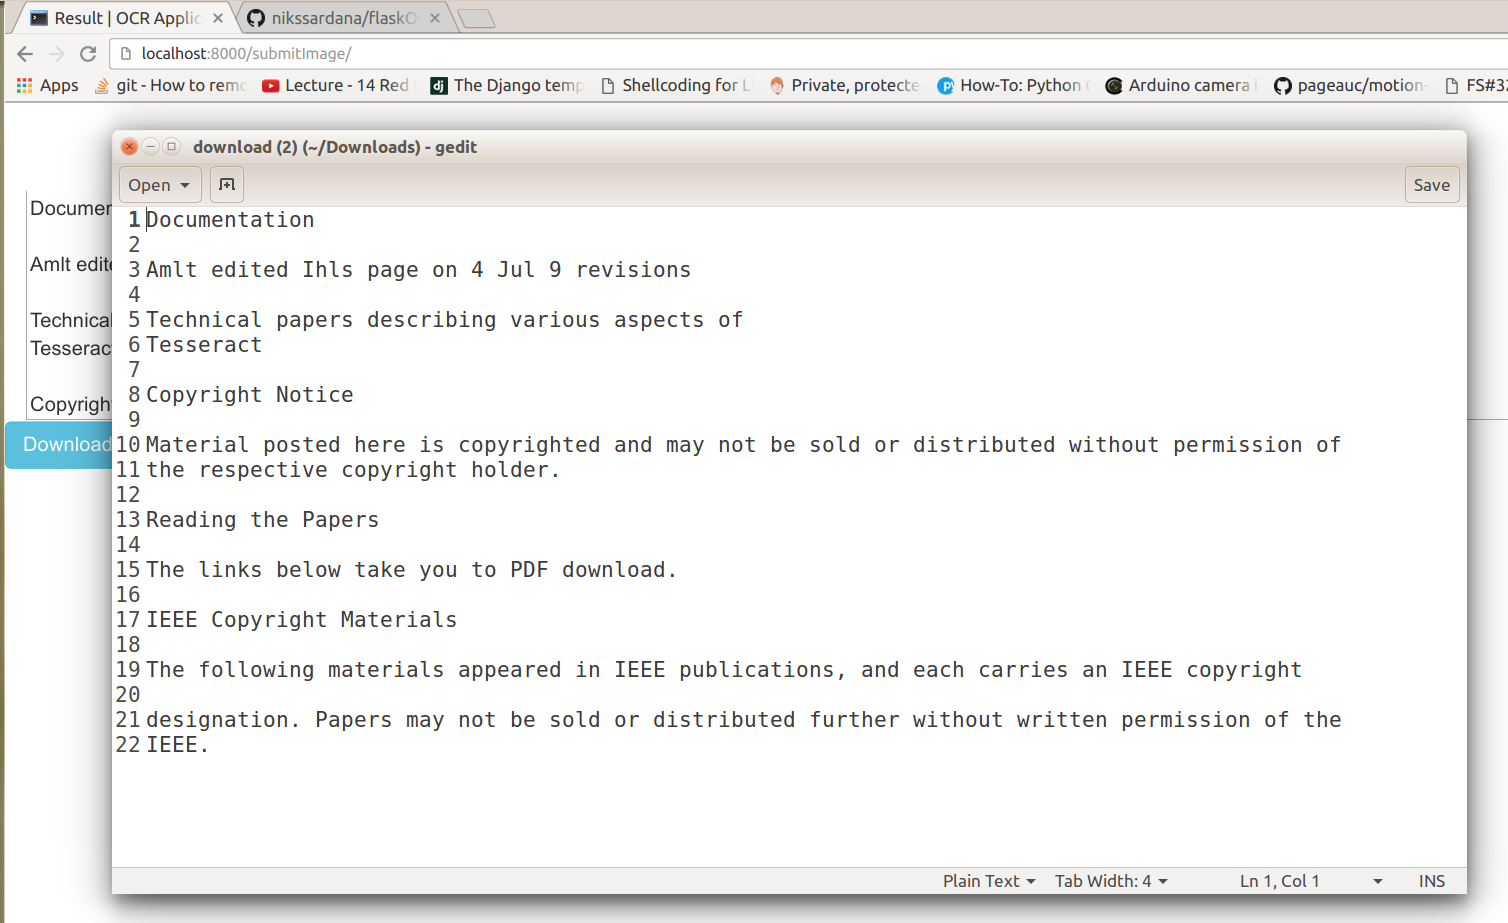 Result | OCR Applic
nikssardana/flaskO
localhost:8000/submitImage/
Apps git - How to remo Lecture - 14 Red The Django temp Shellcoding for Li Private, protecte How-To: Python Arduino camera i pageauc/motion- FS#32
download (2) (~/Downloads) - gedit
Open Save
Documen
Amlt edite
Technical
Tesserac
Copyrigh
Download
1 Documentation
2
3 Amlt edited Ihls page on 4 Jul 9 revisions
4
5 Technical papers describing various aspects of
6 Tesseract
7
8 Copyright Notice
9
10 Material posted here is copyrighted and may not be sold or distributed without permission of
11 the respective copyright holder.
12
13 Reading the Papers
14
15 The links below take you to PDF download.
16
17 IEEE Copyright Materials
18
19 The following materials appeared in IEEE publications, and each carries an IEEE copyright
20
21 designation. Papers may not be sold or distributed further without written permission of the
22 IEEE.
Plain Text Tab Width: 4 Ln 1, Col 1 INS